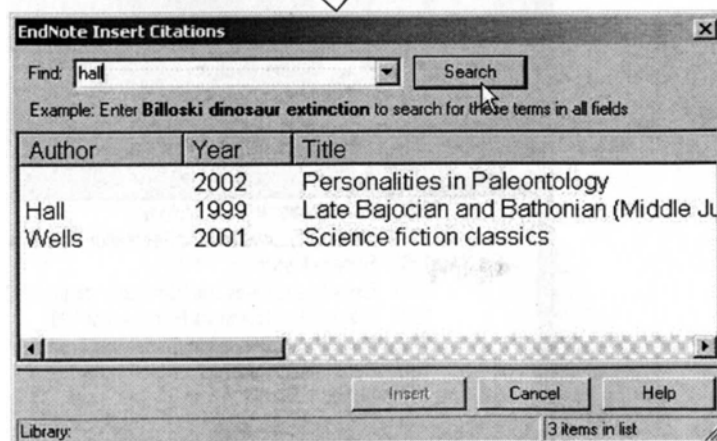 EndNote Insert Citations
Find: hall Search
Example: Enter Billoski dinosaur extinction to search for these terms in all fields
Author Year Title
2002 Personalities in Paleontology
Hall 1999 Late Bajocian and Bathonian (Middle Ju
Wells 2001 Science fiction classics
Insert Cancel Help
Library: 3 items in list